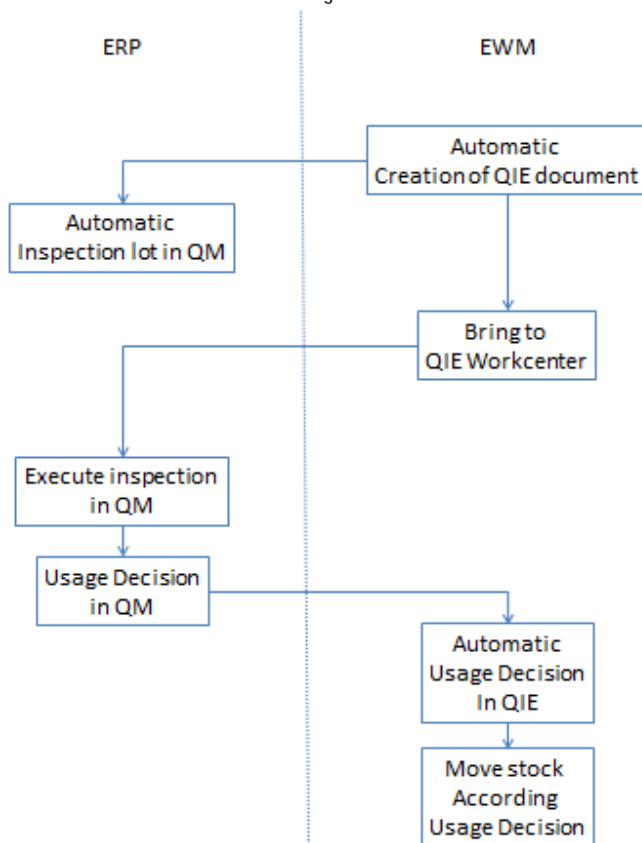 ERP
EWM
Automatic
Creation of QIE document
Automatic
Inspection lot in QM
Bring to
QIE Workcenter
Execute inspection
in QM
Usage Decision
in QM
Automatic
Usage Decision
In QIE
Move stock
According
Usage Decision